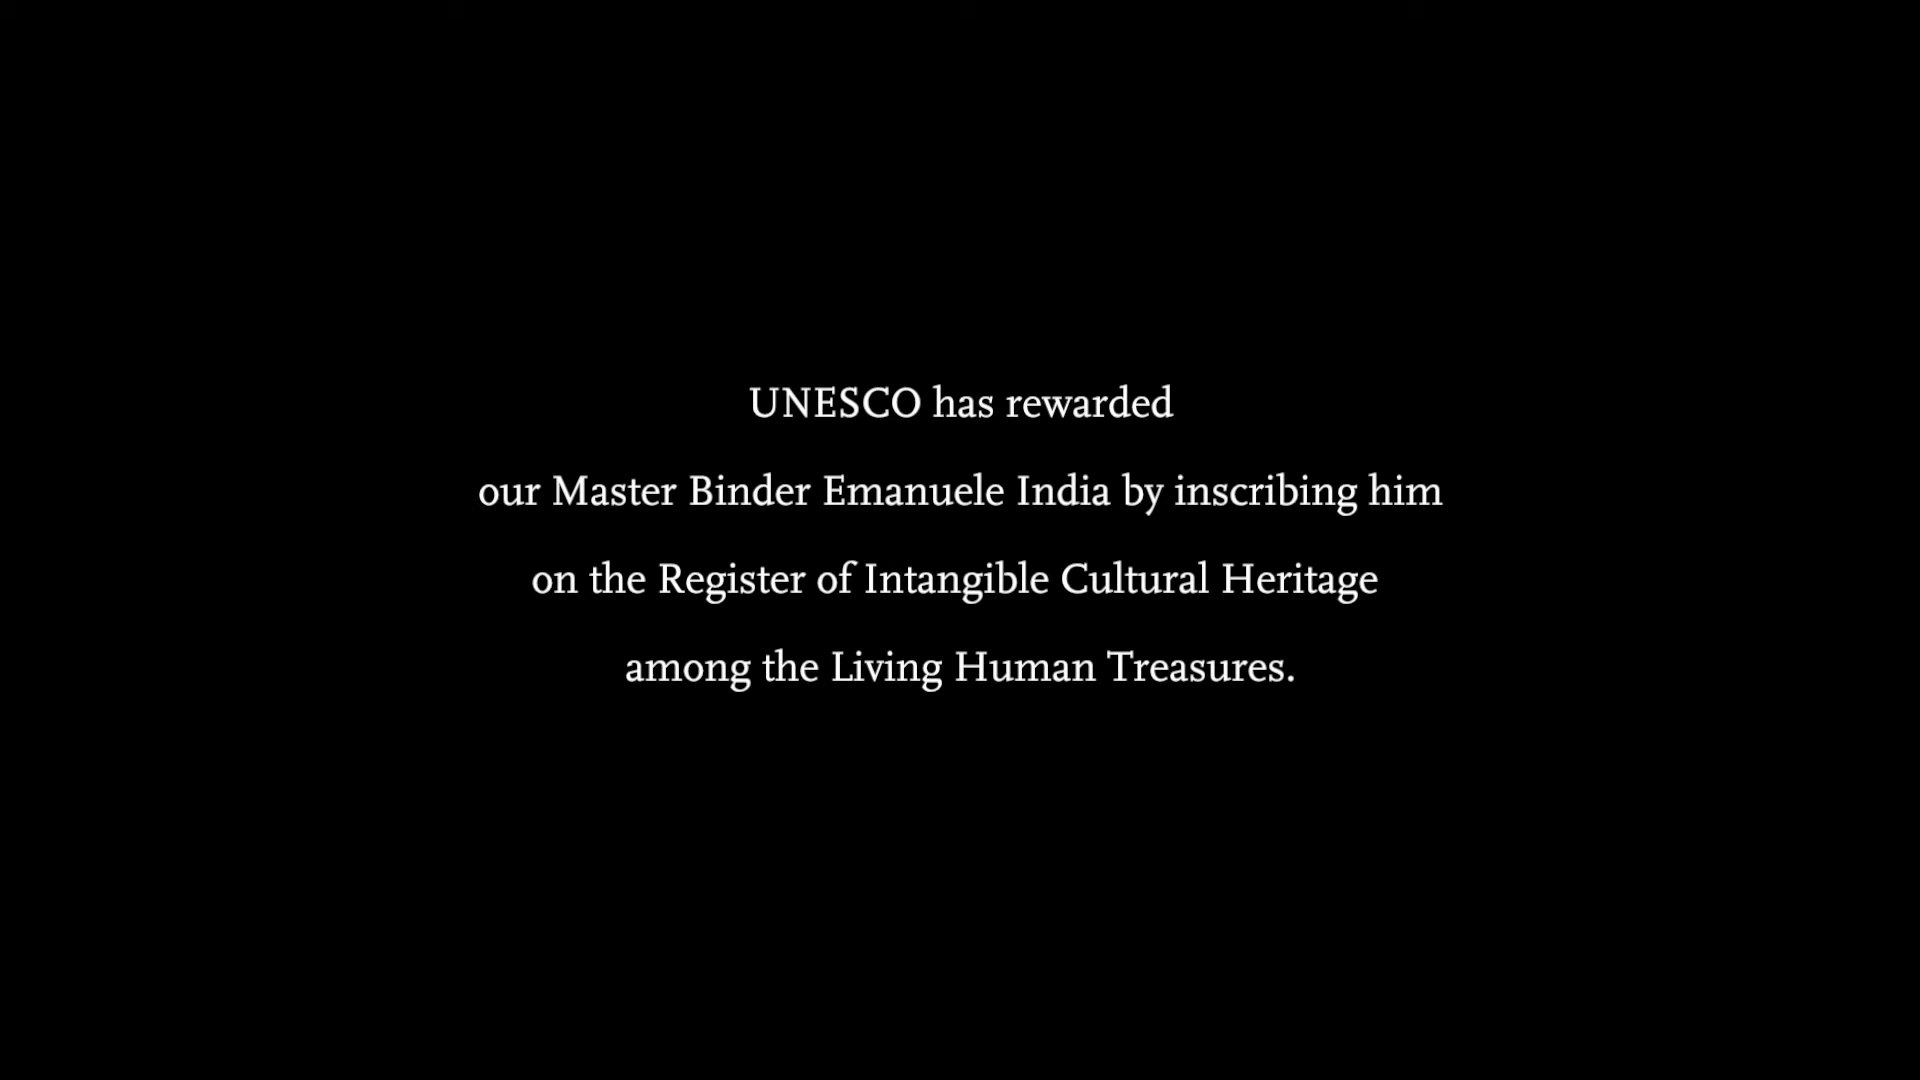 UNESCO has rewarded
our Master Binder Emanuele India by inscribing him
on the Register of Intangible Cultural Heritage
among the Living Human Treasures.